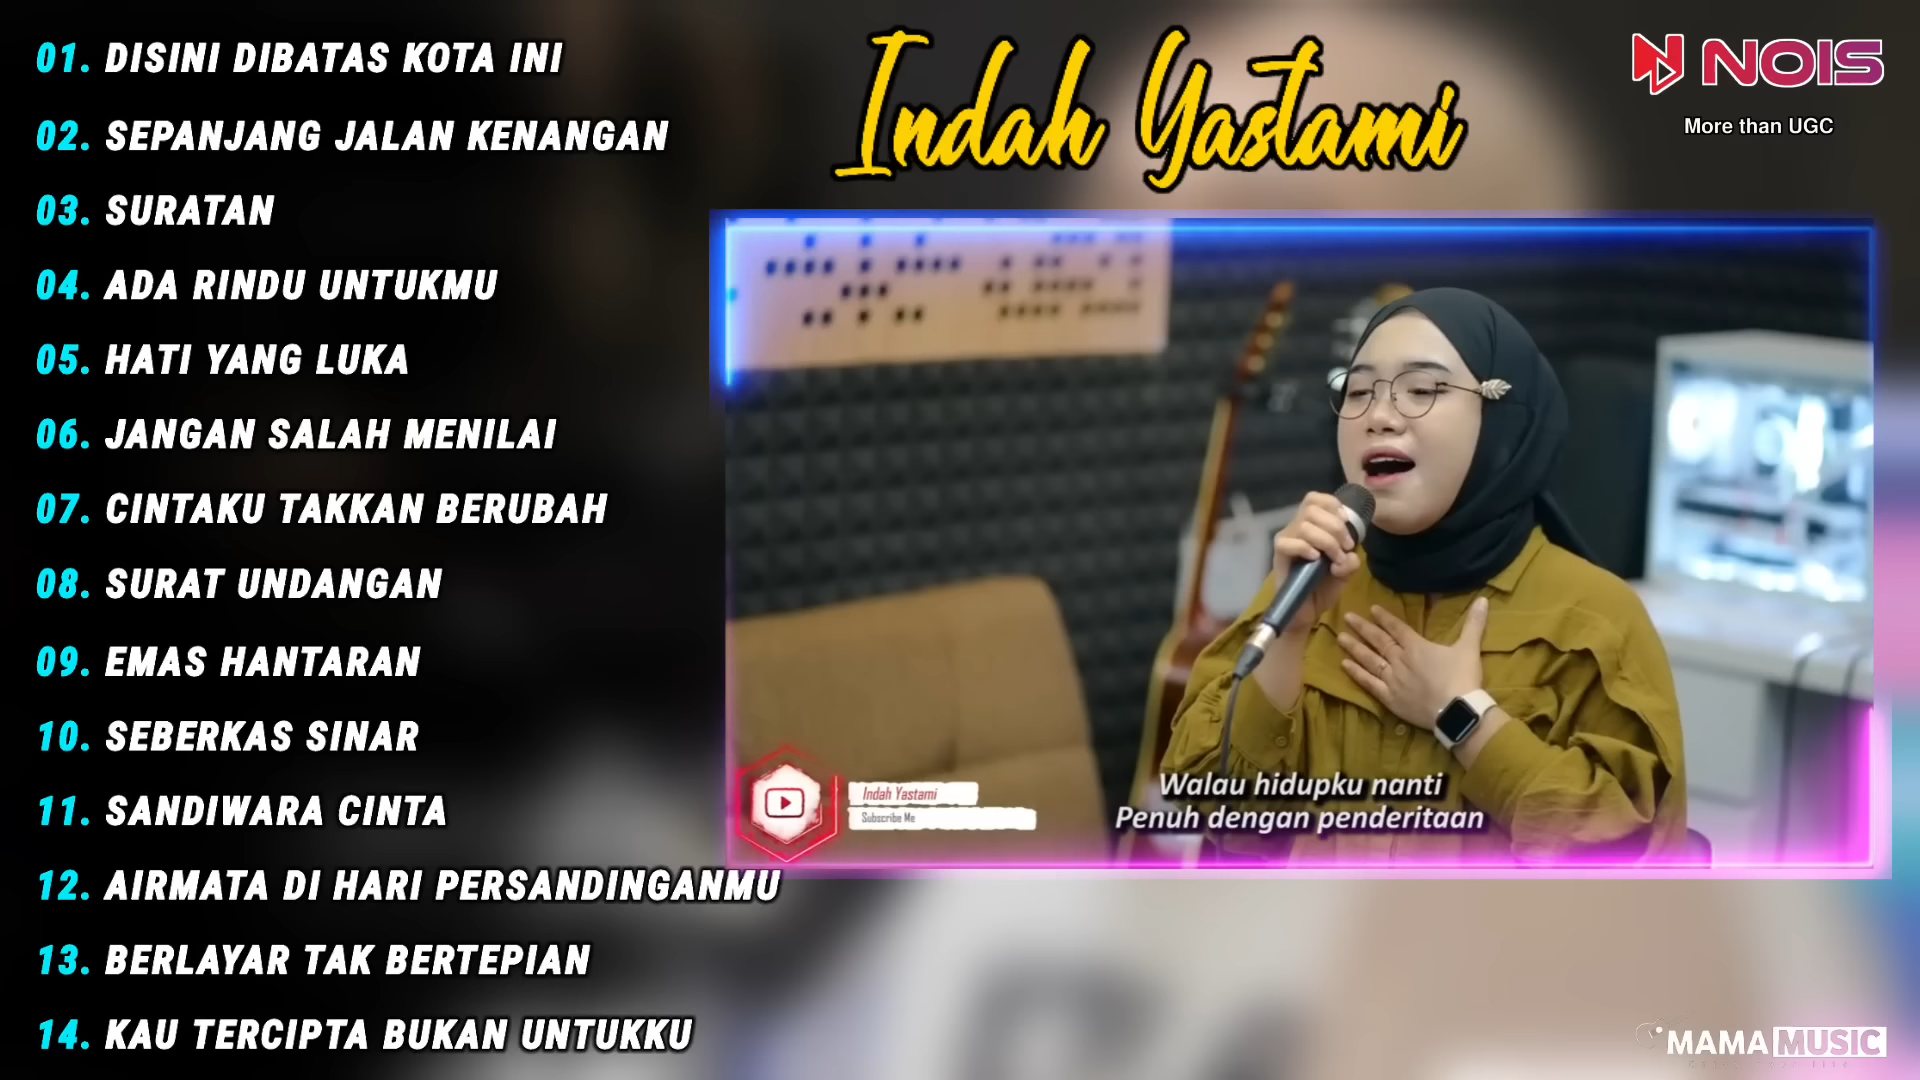 01. DISINI DIBATAS KOTA INI
02. SEPANJANG JALAN KENANGAN
03. SURATAN
04. ADA RINDU UNTUKMU
05. HATI YANG LUKA
06. JANGAN SALAH MENILAI
07. CINTAKU TAKKAN BERUBAH
08. SURAT UNDANGAN
09. EMAS HANTARAN
10. SEBERKAS SINAR
11. SANDIWARA CINTA
12. AIRMATA DI HARI PERSANDINGANMU
13. BERLAYAR TAK BERTEPIAN
14. KAU TERCIPTA BUKAN UNTUKKU
Indah Yastami
NOIS
More than UGC
Indah Yastami
Subscribe Me
Walau hidupku nanti
Penuh dengan penderitaan
MAMA MUSIC